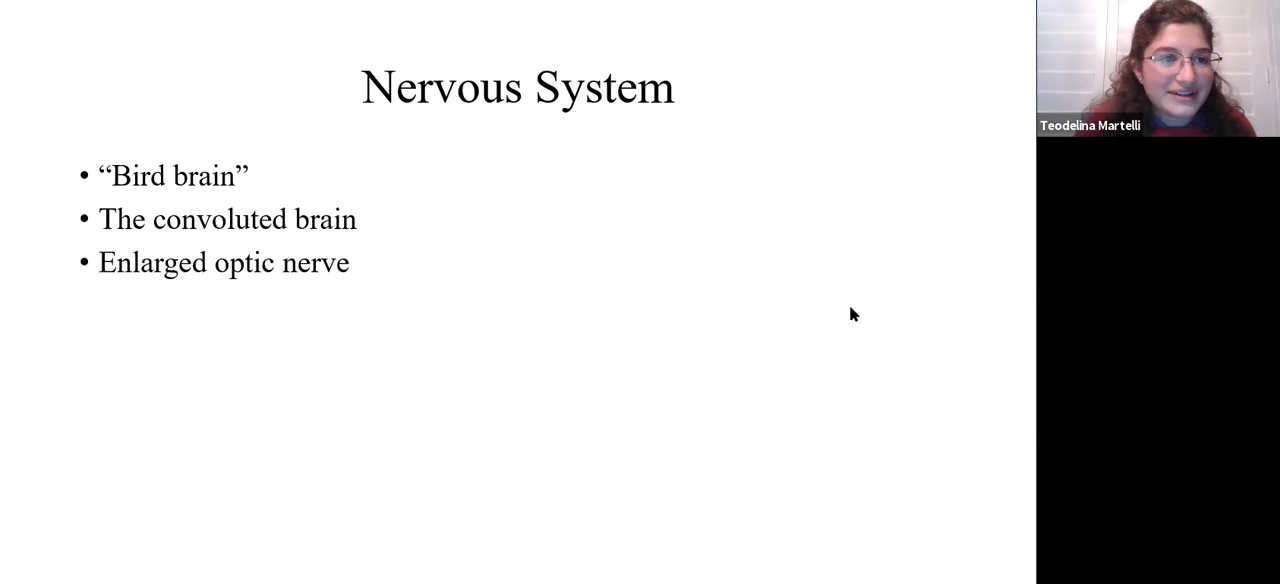 Nervous System
• “Bird brain”
• The convoluted brain
• Enlarged optic nerve
Teodelina Martelli